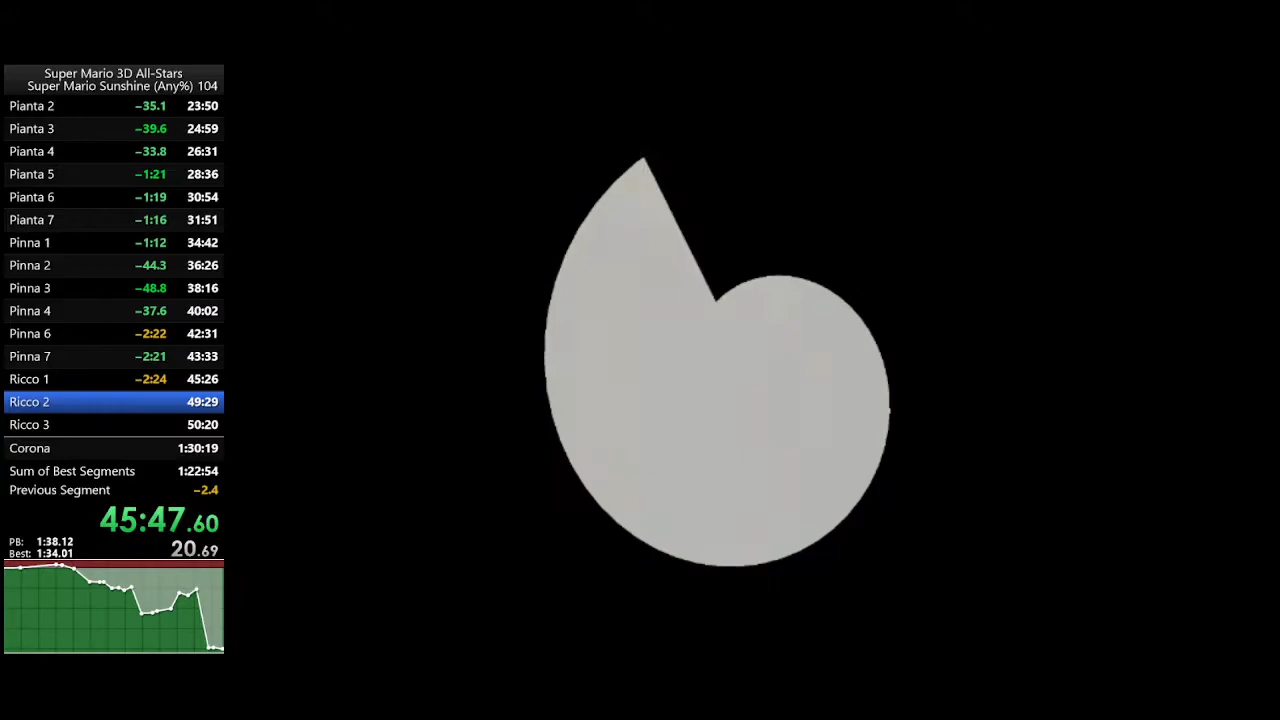 Super Mario 3D All-Stars
Super Mario Sunshine (Any%) 104
Pianta 2 −35.1 23:50
Pianta 3 −39.6 24:59
Pianta 4 −33.8 26:31
Pianta 5 −1:21 28:36
Pianta 6 −1:19 30:54
Pianta 7 −1:16 31:51
Pinna 1 −1:12 34:42
Pinna 2 −44.3 36:26
Pinna 3 −48.8 38:16
Pinna 4 −37.6 40:02
Pinna 6 −2:22 42:31
Pinna 7 −2:21 43:33
Ricco 1 −2:24 45:26
Ricco 2 49:29
Ricco 3 50:20
Corona 1:30:19
Sum of Best Segments 1:22:54
Previous Segment −2.4
45:47.60
PB: 1:38.12
Best: 1:34.01
20.69